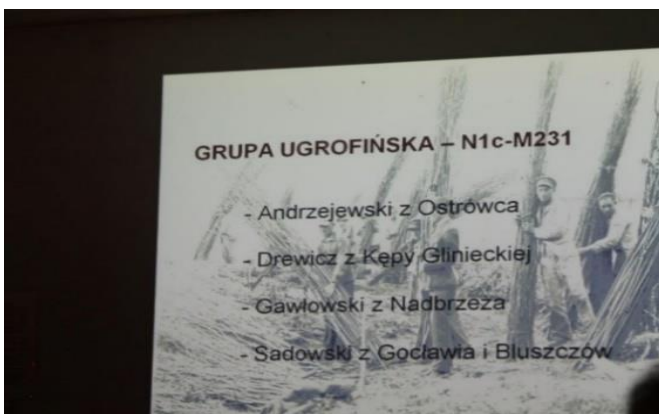 GRUPA UGROFIŃSKA – N1c-M231
- Andrzejewski z Ostrówca
- Drewicz z Kępy Glinieckiej
- Gawłowski z Nadbrzeża
- Sadowski z Gocławia i Bluszczów